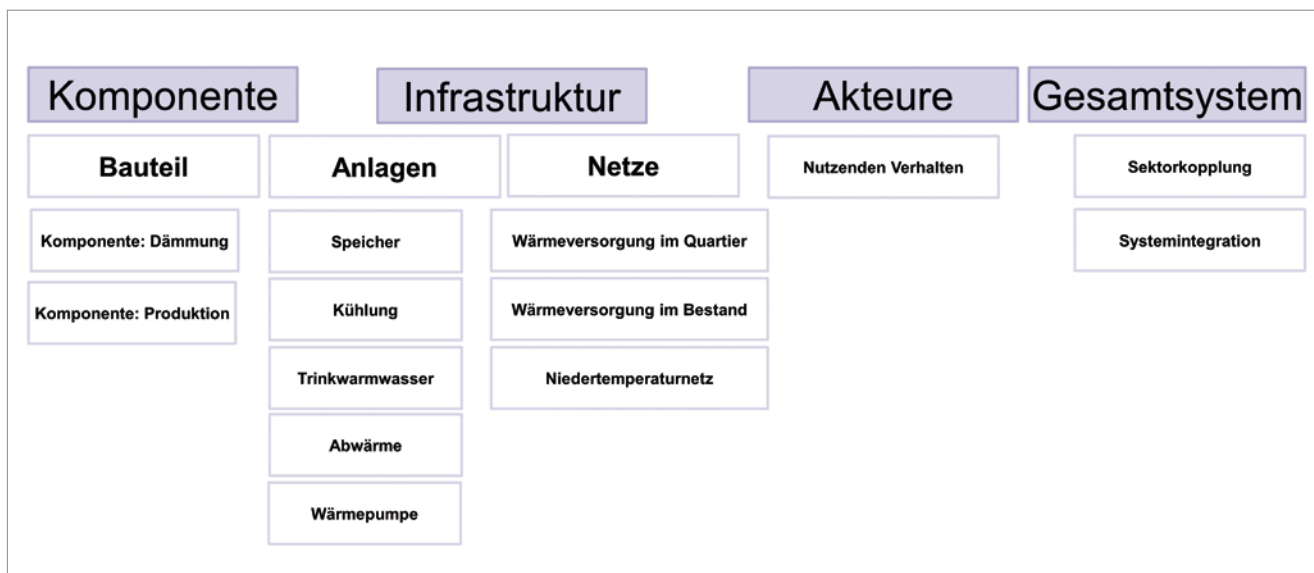 Komponente
Infrastruktur
Akteure
Gesamtsystem
Bauteil
Anlagen
Netze
Nutzenden Verhalten
Sektorkopplung
Komponente: Dämmung
Speicher
Wärmeversorgung im Quartier
Systemintegration
Komponente: Produktion
Kühlung
Wärmeversorgung im Bestand
Trinkwarmwasser
Niedertemperaturnetz
Abwärme
Wärmepumpe